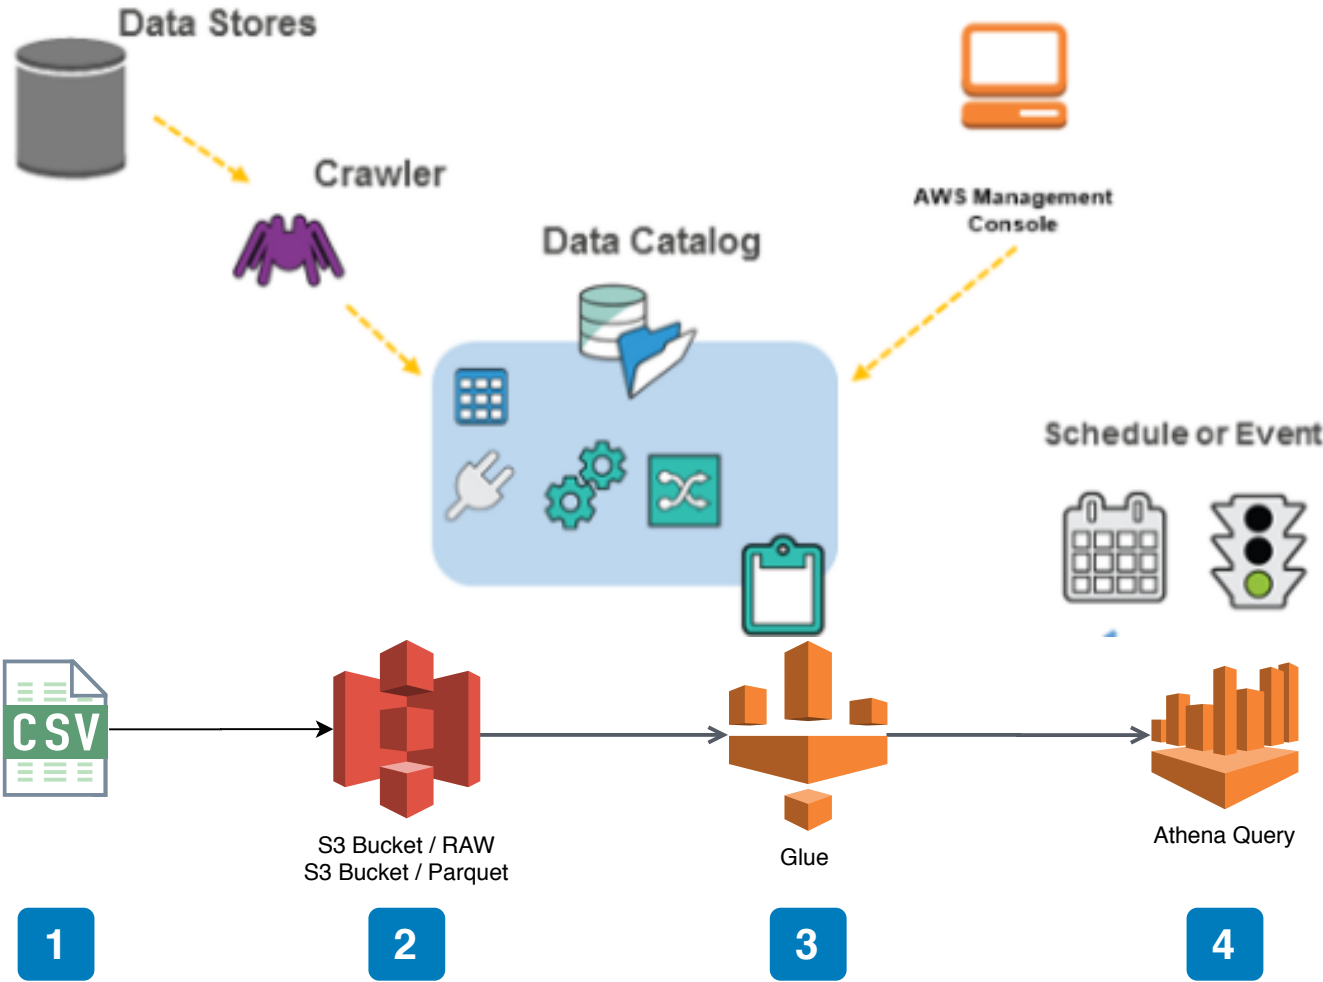 Data Stores
Crawler
Data Catalog
AWS Management
Console
Schedule or Event
CSV
S3 Bucket / RAW
S3 Bucket / Parquet
Glue
Athena Query
1
2
3
4